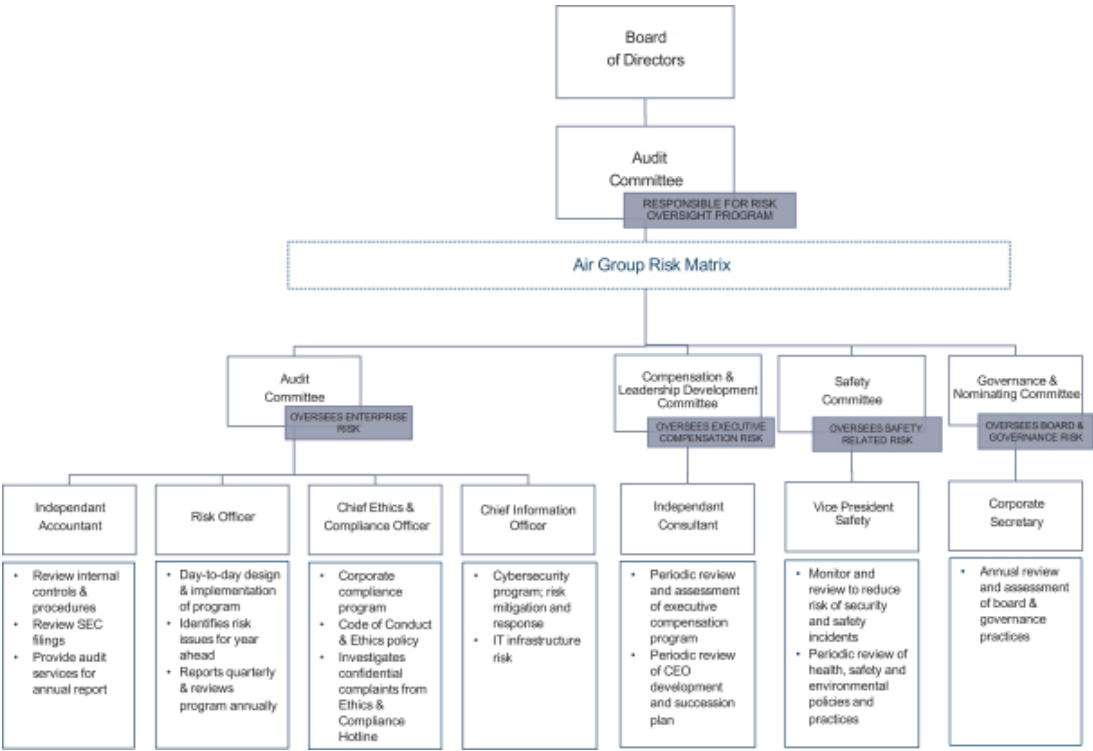 Board
of Directors
Audit
Committee
RESPONSIBLE FOR RISK
OVERSIGHT PROGRAM
Air Group Risk Matrix
Audit
Committee
OVERSEES ENTERPRISE
RISK
Compensation &
Leadership Development
Committee
OVERSEES EXECUTIVE
COMPENSATION RISK
Safety
Committee
OVERSEES SAFETY
RELATED RISK
Governance &
Nominating Committee
OVERSEES BOARD &
GOVERNANCE RISK
Independant
Accountant
Risk Officer
Chief Ethics &
Compliance Officer
Chief Information
Officer
Independant
Consultant
Vice President
Safety
Corporate
Secretary
• Review internal
controls &
procedures
• Review SEC
filings
• Provide audit
services for
annual report
• Day-to-day design
& implementation
of program
• Identifies risk
issues for year
ahead
• Reports quarterly
& reviews
program annually
• Corporate
compliance
program
• Code of Conduct
& Ethics policy
• Investigates
confidential
complaints from
Ethics &
Compliance
Hotline
• Cybersecurity
program; risk
mitigation and
response
• IT infrastructure
risk
• Periodic review
and assessment
of executive
compensation
program
• Periodic review
of CEO
development
and succession
plan
• Monitor and
review to reduce
risk of security
and safety
incidents
• Periodic review of
health, safety and
environmental
policies and
practices
• Annual review
and assessment
of board &
governance
practices